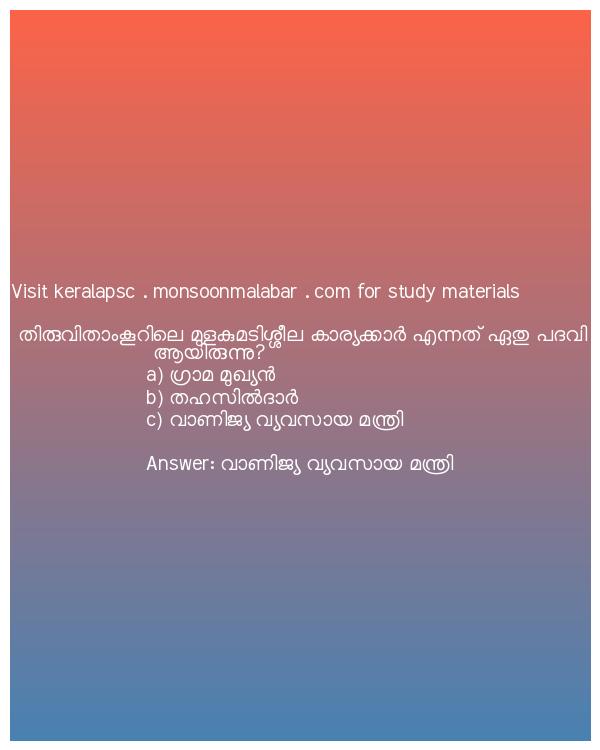 Visit keralapsc . monsoonmalabar . com for study materials
തിരുവിതാംകൂറിലെ മുളകുമടിശ്ശീല കാര്യക്കാർ എന്നത് ഏതു പദവി
ആയിരുന്നു?
a) ഗ്രാമ മുഖ്യൻ
b) തഹസിൽദാർ
c) വാണിജ്യ വ്യവസായ മന്ത്രി
Answer: വാണിജ്യ വ്യവസായ മന്ത്രി